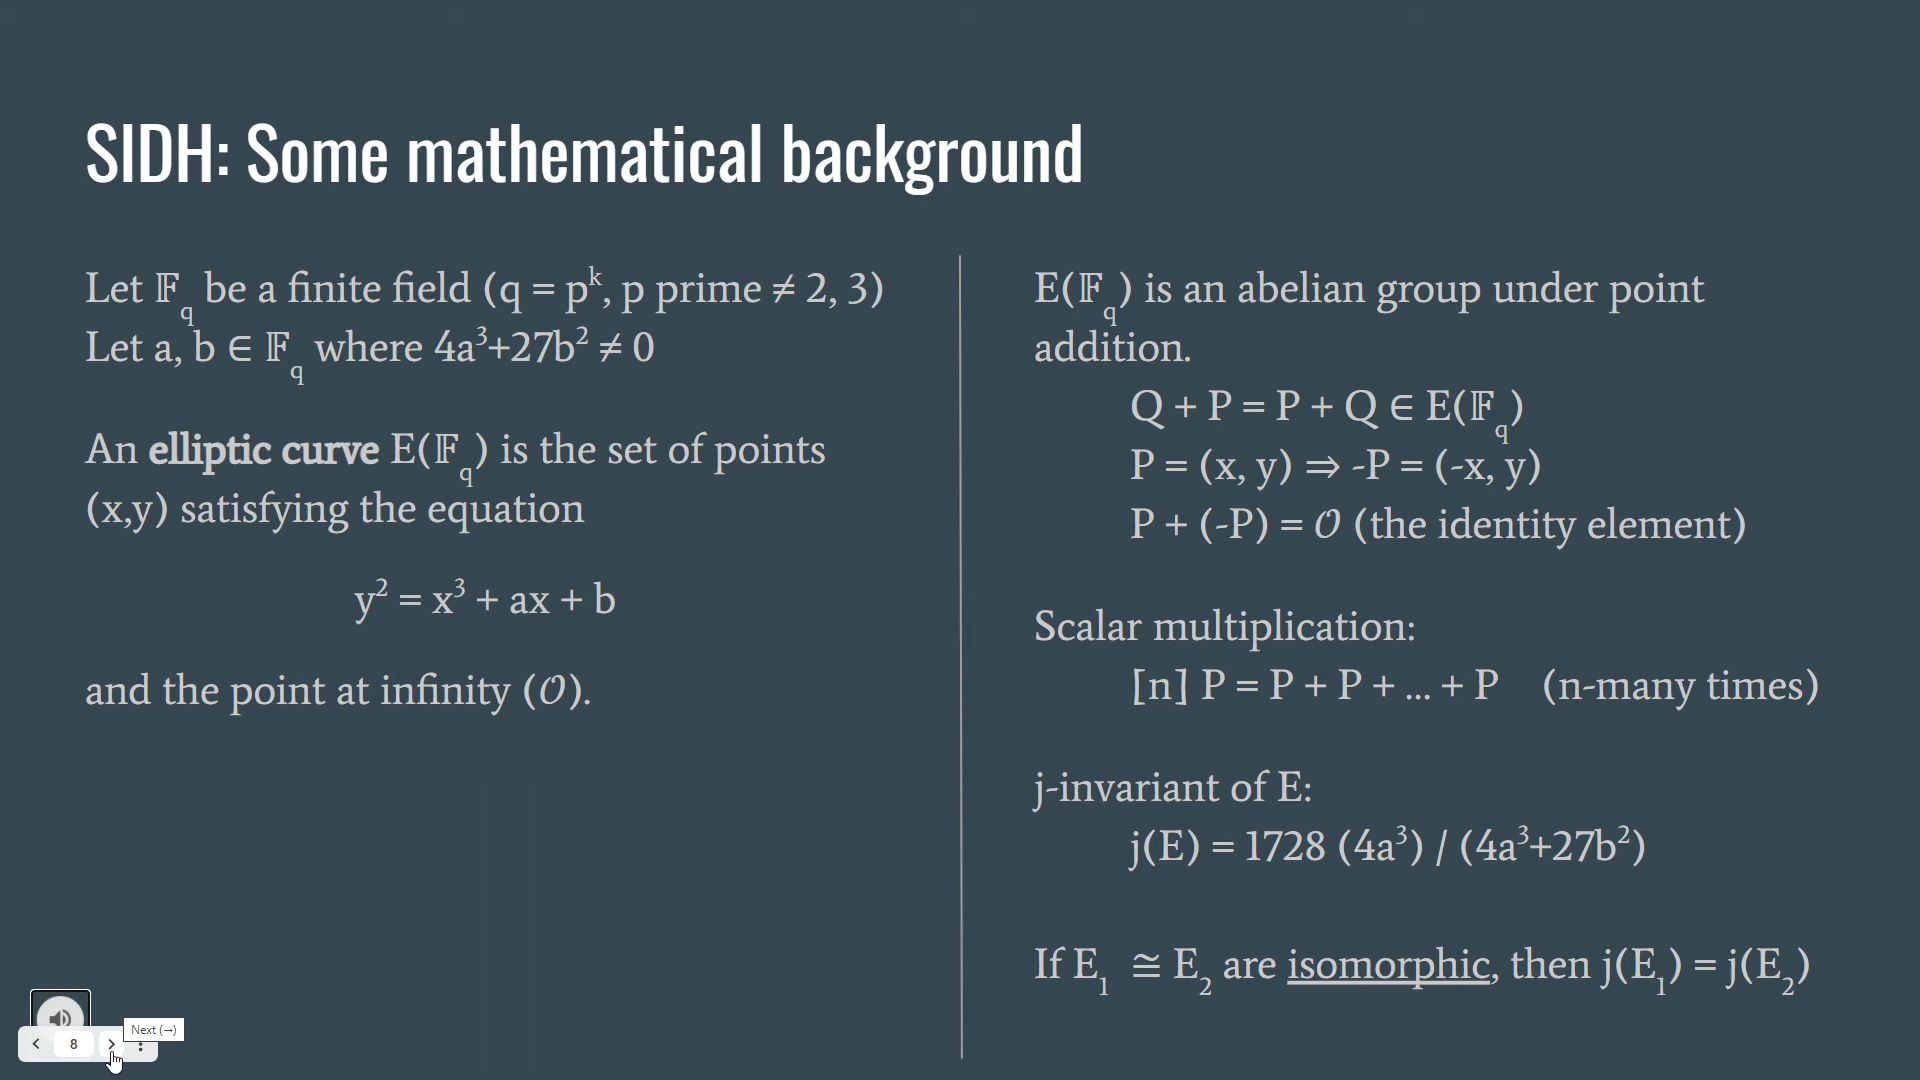 SIDH: Some mathematical background
Let 𝔽q be a finite field (q = p^k, p prime ≠ 2, 3)
Let a, b ∈ 𝔽q where 4a³+27b² ≠ 0
An elliptic curve E(𝔽q) is the set of points
(x,y) satisfying the equation
y² = x³ + ax + b
and the point at infinity (𝒪).
E(𝔽q) is an abelian group under point
addition.
Q + P = P + Q ∈ E(𝔽q)
P = (x, y) ⇒ -P = (-x, y)
P + (-P) = 𝒪 (the identity element)
Scalar multiplication:
[n] P = P + P + ... + P (n-many times)
j-invariant of E:
j(E) = 1728 (4a³) / (4a³+27b²)
If E₁ ≅ E₂ are isomorphic, then j(E₁) = j(E₂)
Next (→)
8